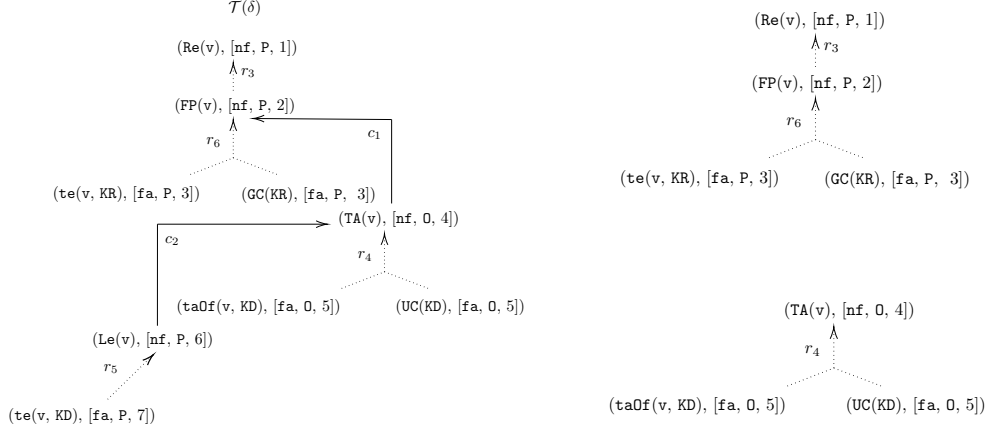 𝒯(δ)
(Re(v), [nf, P, 1])
r₃
(FP(v), [nf, P, 2])
c₁
r₆
(te(v, KR), [fa, P, 3]) (GC(KR), [fa, P, 3])
(TA(v), [nf, O, 4])
c₂
r₄
(taOf(v, KD), [fa, O, 5]) (UC(KD), [fa, O, 5])
(Le(v), [nf, P, 6])
r₅
(te(v, KD), [fa, P, 7])
(Re(v), [nf, P, 1])
r₃
(FP(v), [nf, P, 2])
r₆
(te(v, KR), [fa, P, 3]) (GC(KR), [fa, P, 3])
(TA(v), [nf, O, 4])
r₄
(taOf(v, KD), [fa, O, 5]) (UC(KD), [fa, O, 5])